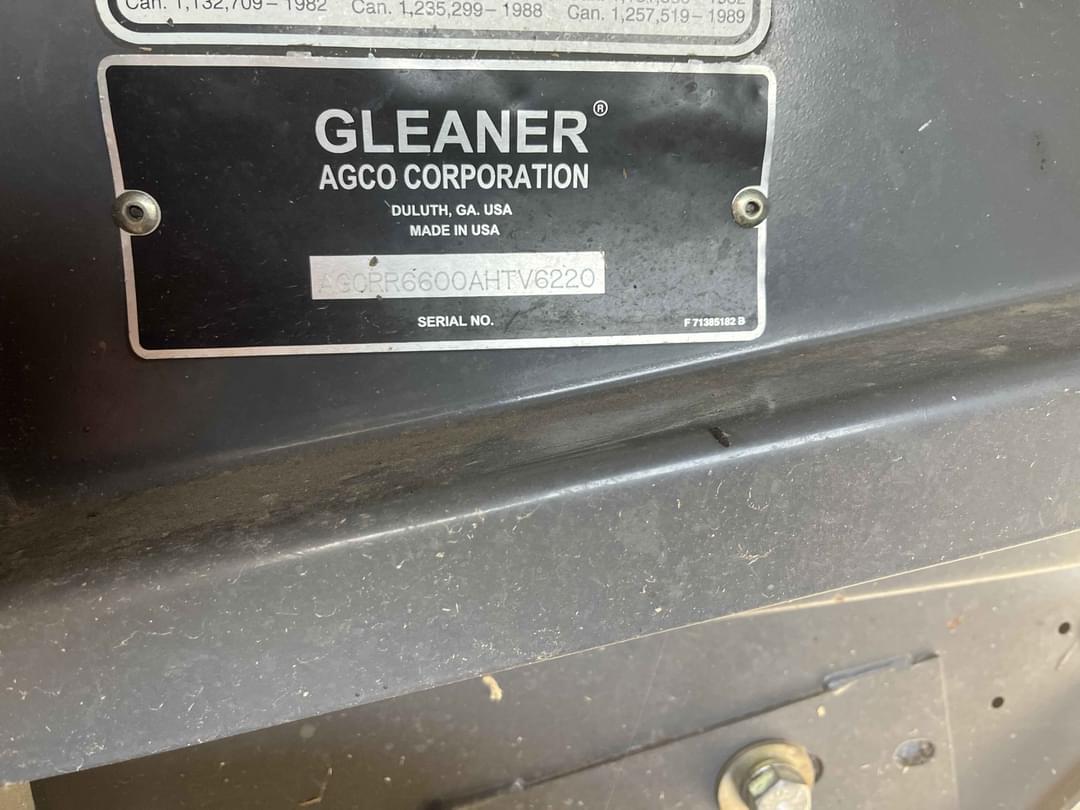 Can. 1,132,709 – 1982 Can. 1,235,299 – 1988 Can. 1,257,519 – 1989
GLEANER®
AGCO CORPORATION
DULUTH, GA. USA
MADE IN USA
AGCRR6600AHTV6220
SERIAL NO.
F 71385182 B